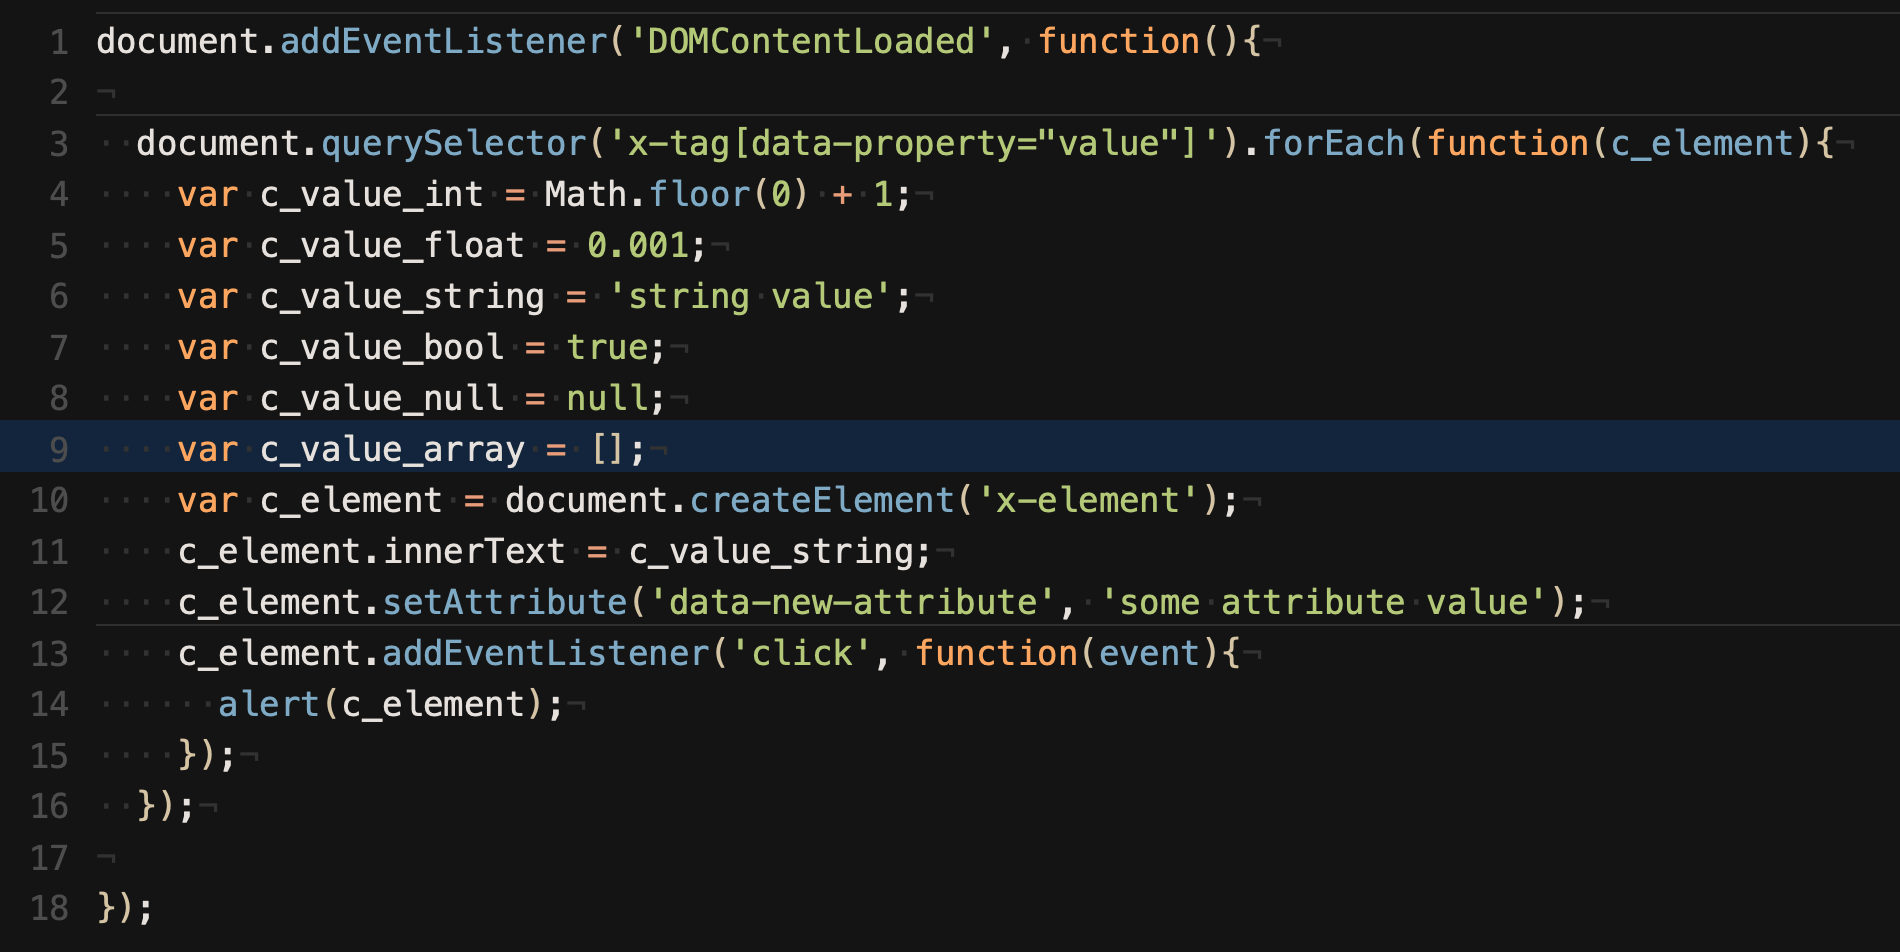 1 document.addEventListener('DOMContentLoaded', function(){¬
2 ¬
3 ··document.querySelector('x-tag[data-property="value"]').forEach(function(c_element){¬
4 ····var c_value_int = Math.floor(0) + 1;¬
5 ····var c_value_float = 0.001;¬
6 ····var c_value_string = 'string value';¬
7 ····var c_value_bool = true;¬
8 ····var c_value_null = null;¬
9 ····var c_value_array = [];¬
10 ····var c_element = document.createElement('x-element');¬
11 ····c_element.innerText = c_value_string;¬
12 ····c_element.setAttribute('data-new-attribute', 'some attribute value');¬
13 ····c_element.addEventListener('click', function(event){¬
14 ······alert(c_element);¬
15 ····});¬
16 ··});¬
17 ¬
18 });